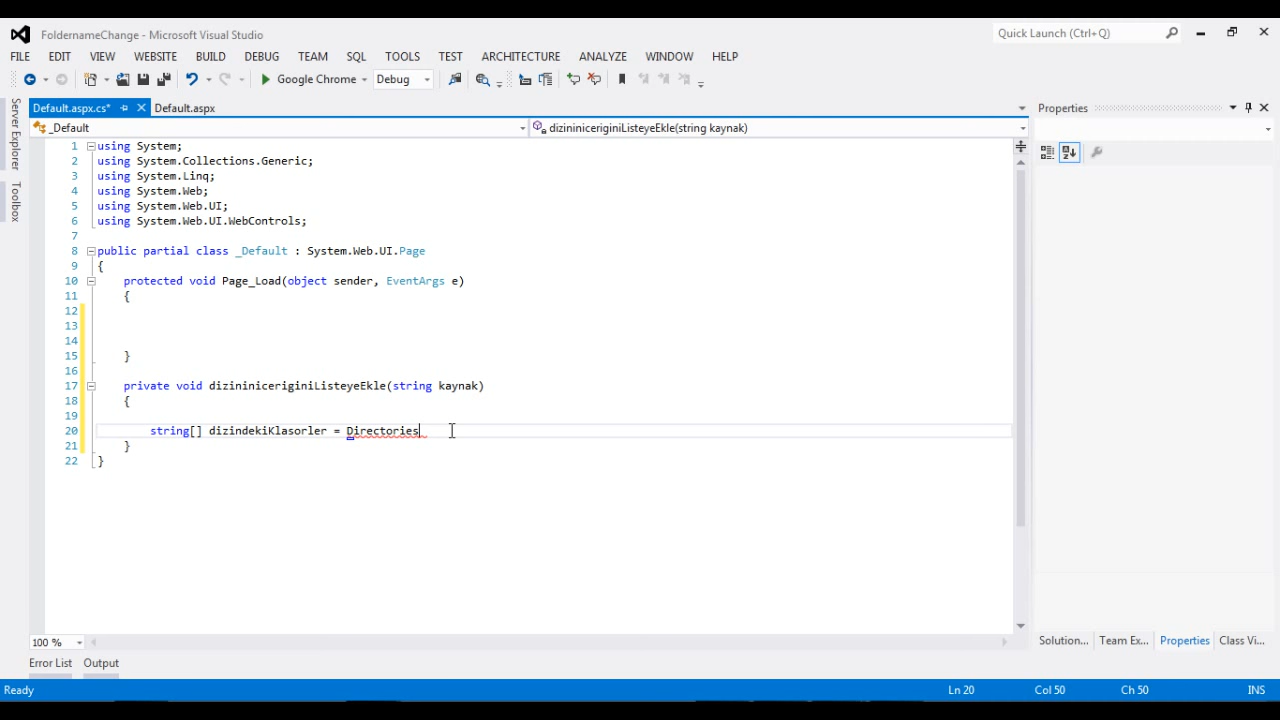 FoldernameChange - Microsoft Visual Studio
Quick Launch (Ctrl+Q)
FILE EDIT VIEW WEBSITE BUILD DEBUG TEAM SQL TOOLS TEST ARCHITECTURE ANALYZE WINDOW HELP
Google Chrome Debug
Server Explorer
Toolbox
Default.aspx.cs* Default.aspx
_Default dizininiceriginiListeyeEkle(string kaynak)
1 using System;
2 using System.Collections.Generic;
3 using System.Linq;
4 using System.Web;
5 using System.Web.UI;
6 using System.Web.UI.WebControls;
7
8 public partial class _Default : System.Web.UI.Page
9 {
10 protected void Page_Load(object sender, EventArgs e)
11 {
12
13
14
15 }
16
17 private void dizininiceriginiListeyeEkle(string kaynak)
18 {
19
20 string[] dizindekiKlasorler = Directories
21 }
22 }
100 %
Properties
Solution... Team Ex... Properties Class Vi...
Error List Output
Ready Ln 20 Col 50 Ch 50 INS